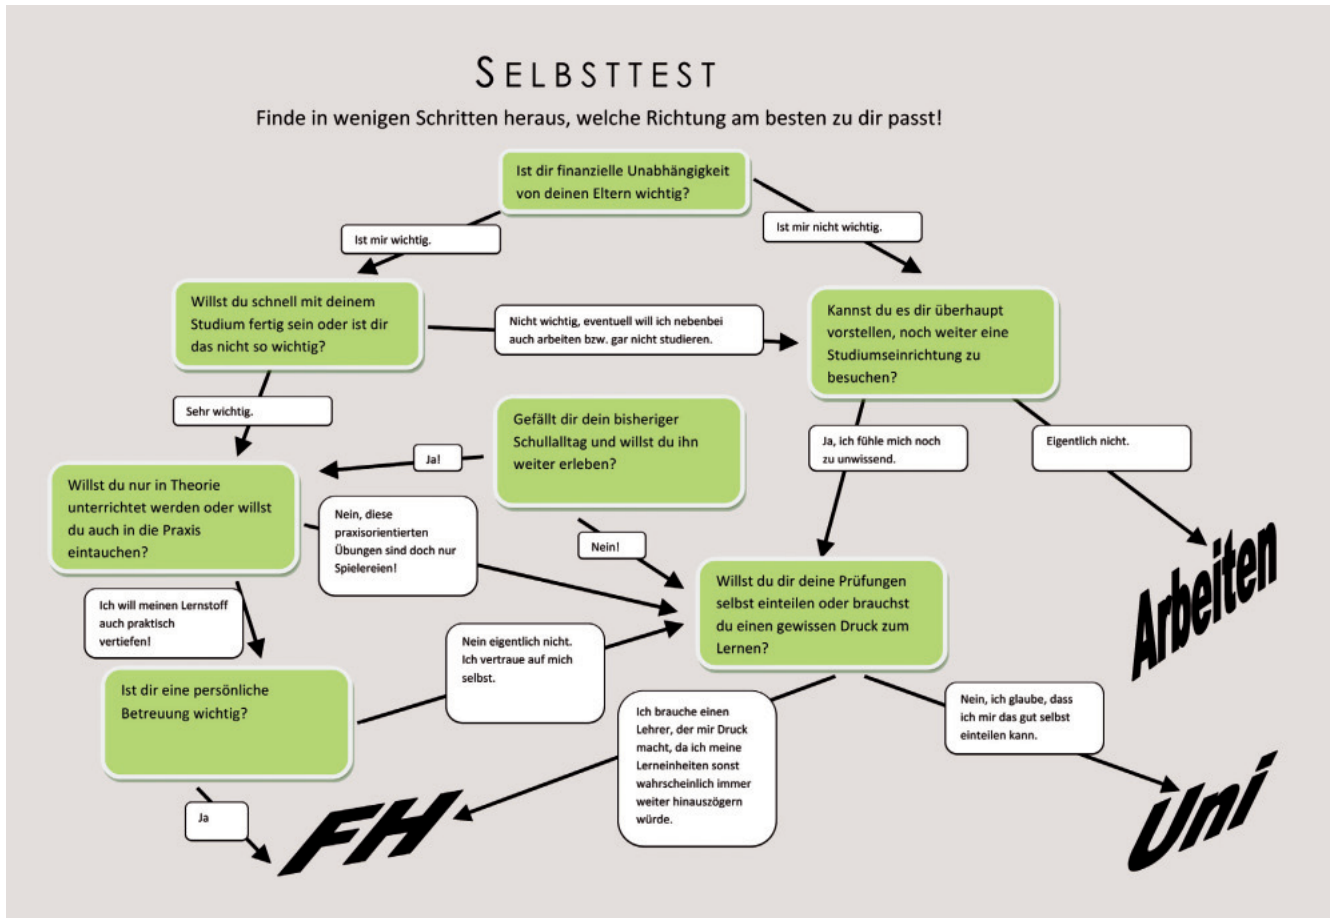 SELBSTTEST
Finde in wenigen Schritten heraus, welche Richtung am besten zu dir passt!
Ist dir finanzielle Unabhängigkeit
von deinen Eltern wichtig?
Ist mir wichtig.
Ist mir nicht wichtig.
Willst du schnell mit deinem
Studium fertig sein oder ist dir
das nicht so wichtig?
Nicht wichtig, eventuell will ich nebenbei
auch arbeiten bzw. gar nicht studieren.
Kannst du es dir überhaupt
vorstellen, noch weiter eine
Studiumseinrichtung zu
besuchen?
Sehr wichtig.
Gefällt dir dein bisheriger
Schullalltag und willst du ihn
weiter erleben?
Ja, ich fühle mich noch
zu unwissend.
Eigentlich nicht.
Ja!
Willst du nur in Theorie
unterrichtet werden oder willst
du auch in die Praxis
eintauchen?
Nein, diese
praxisorientierten
Übungen sind doch nur
Spielereien!
Nein!
Arbeiten
Willst du dir deine Prüfungen
selbst einteilen oder brauchst
du einen gewissen Druck zum
Lernen?
Ich will meinen Lernstoff
auch praktisch
vertiefen!
Nein eigentlich nicht.
Ich vertraue auf mich
selbst.
Ist dir eine persönliche
Betreuung wichtig?
Ich brauche einen
Lehrer, der mir Druck
macht, da ich meine
Lerneinheiten sonst
wahrscheinlich immer
weiter hinauszögern
würde.
Nein, ich glaube, dass
ich mir das gut selbst
einteilen kann.
Ja
FH
Uni